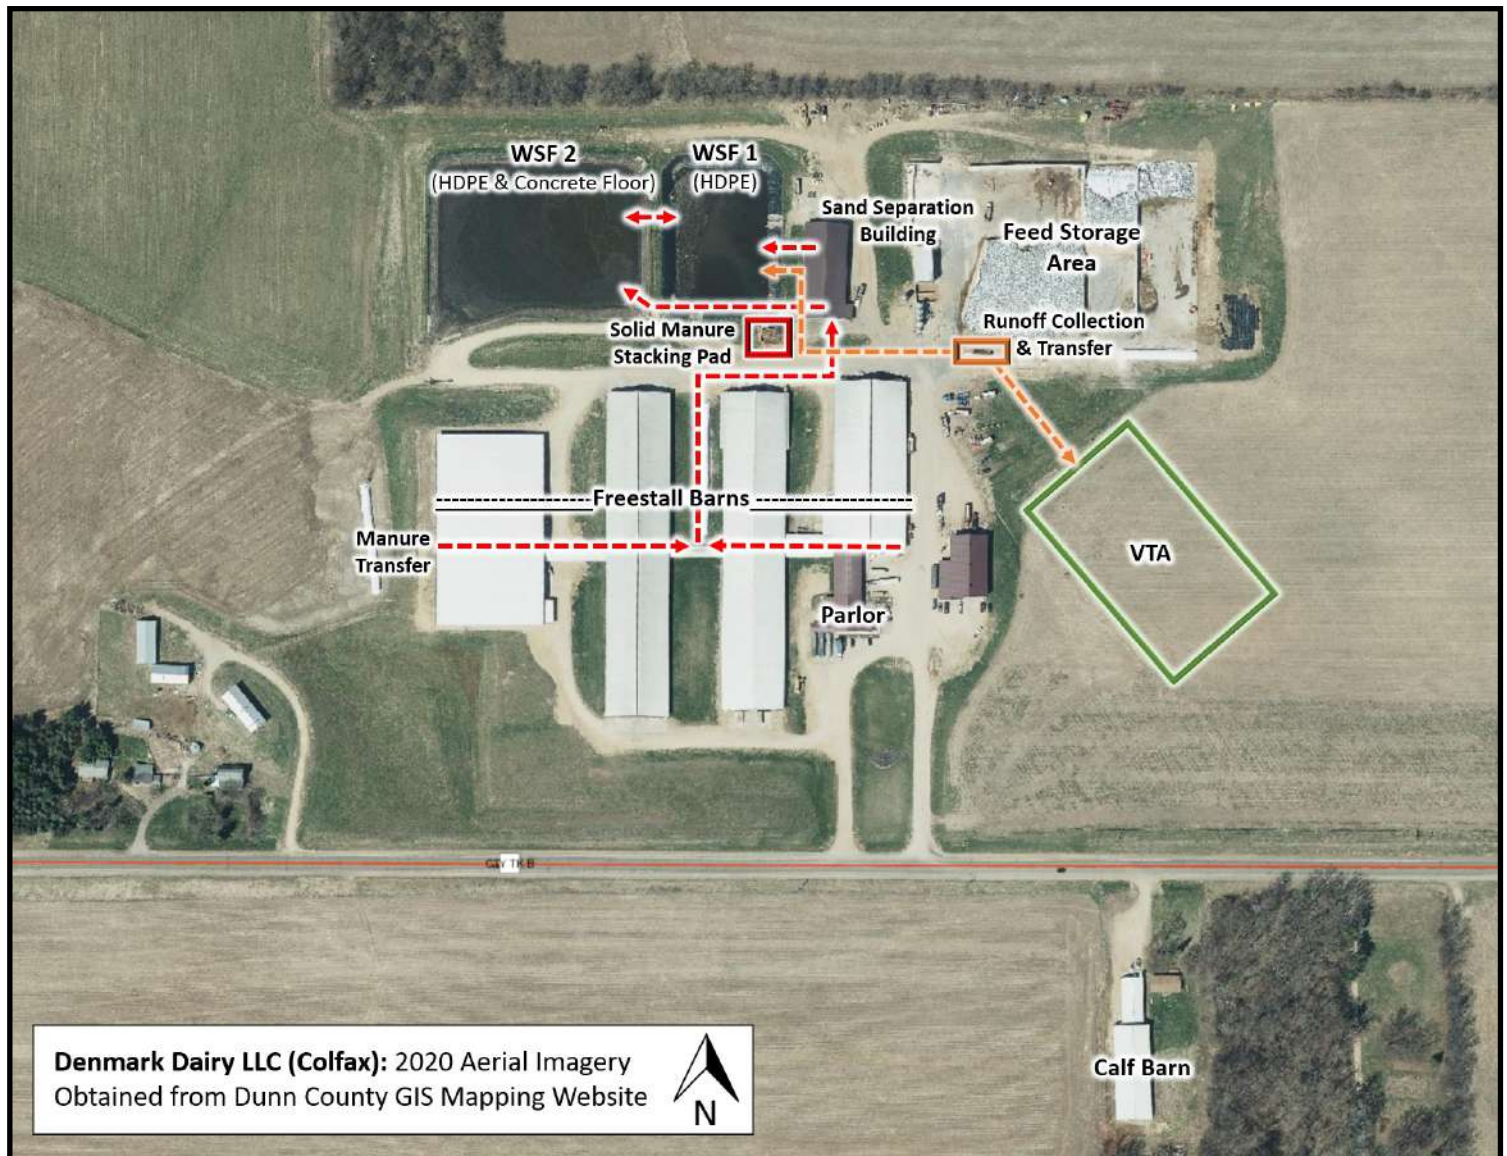 WSF 2
(HDPE & Concrete Floor)
WSF 1
(HDPE)
Sand Separation
Building
Feed Storage
Area
Solid Manure
Stacking Pad
Runoff Collection
& Transfer
Freestall Barns
Manure
Transfer
VTA
Parlor
CTY TK B
Calf Barn
Denmark Dairy LLC (Colfax): 2020 Aerial Imagery
Obtained from Dunn County GIS Mapping Website
N